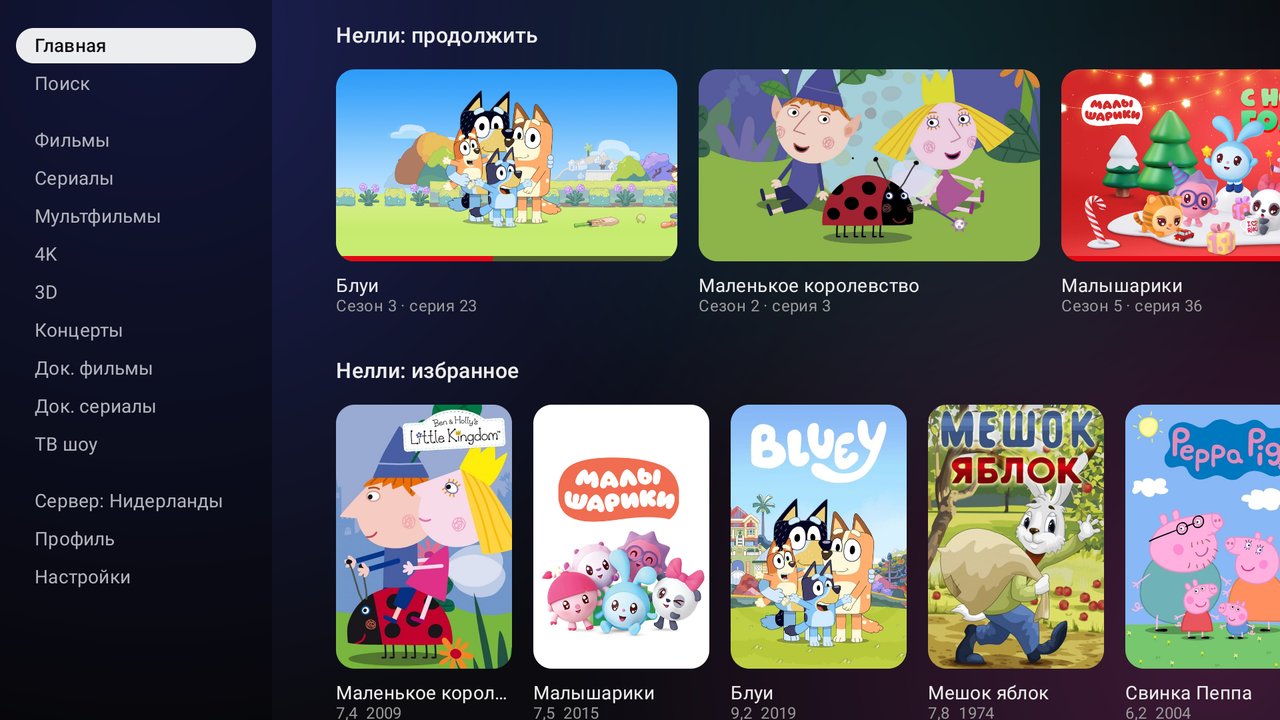 Главная
Поиск
Фильмы
Сериалы
Мультфильмы
4K
3D
Концерты
Док. фильмы
Док. сериалы
ТВ шоу
Сервер: Нидерланды
Профиль
Настройки
Нелли: продолжить
МАЛЫ
ШАРИКИ
Блуи
Сезон 3 · серия 23
Маленькое королевство
Сезон 2 · серия 3
Малышарики
Сезон 5 · серия 36
Нелли: избранное
Ben & Holly's
Little Kingdom
МАЛЫ
ШАРИКИ
BLUEY
МЕШОК
ЯБЛОК
Peppa Pig
Маленькое корол...
7,4 2009
Малышарики
7,5 2015
Блуи
9,2 2019
Мешок яблок
7,8 1974
Свинка Пеппа
6,2 2004